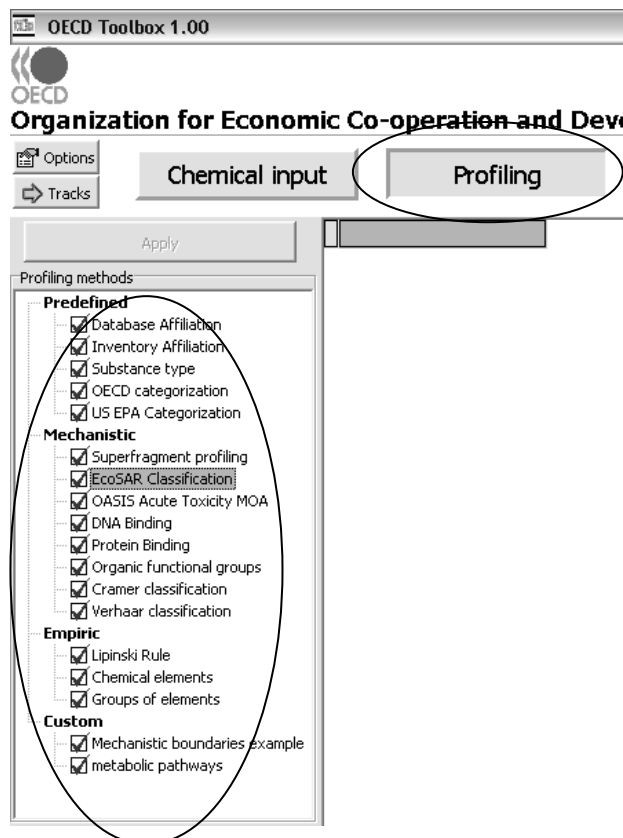 OECD Toolbox 1.00
OECD
Organization for Economic Co-operation and Deve
Options
Tracks
Chemical input
Profiling
Apply
Profiling methods
Predefined
Database Affiliation
Inventory Affiliation
Substance type
OECD categorization
US EPA Categorization
Mechanistic
Superfragment profiling
EcoSAR Classification
OASIS Acute Toxicity MOA
DNA Binding
Protein Binding
Organic functional groups
Cramer classification
Verhaar classification
Empiric
Lipinski Rule
Chemical elements
Groups of elements
Custom
Mechanistic boundaries example
metabolic pathways